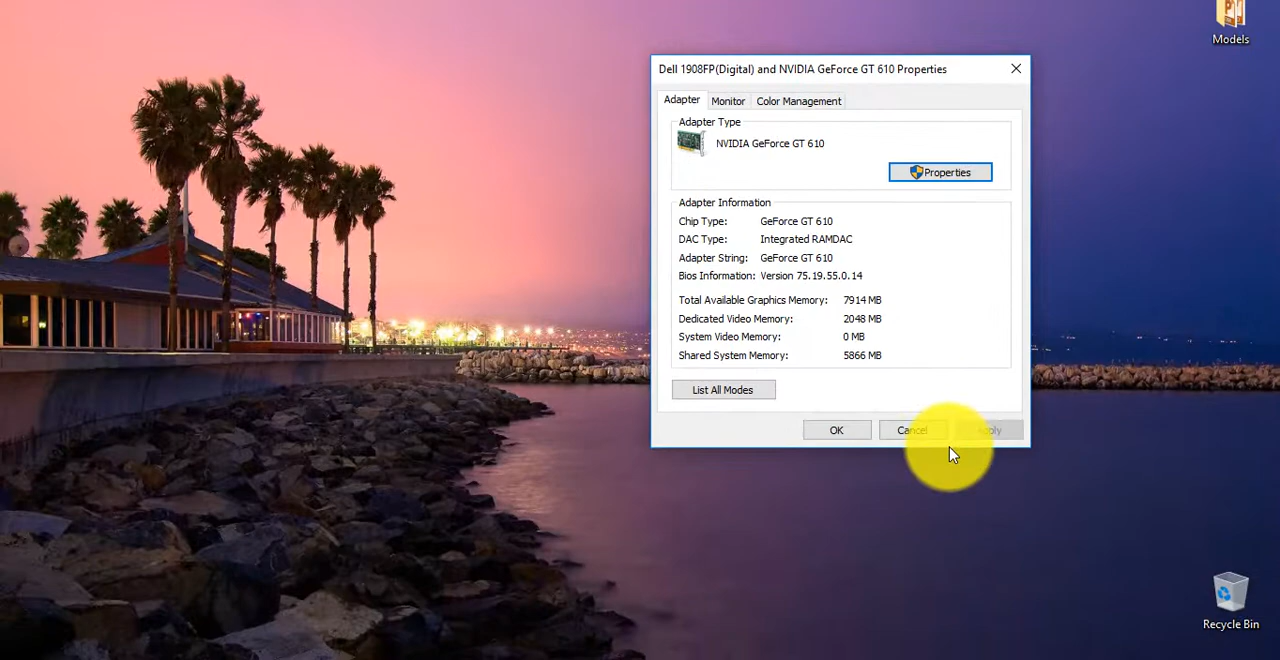 Models
Dell 1908FP(Digital) and NVIDIA GeForce GT 610 Properties
Adapter Monitor Color Management
Adapter Type
NVIDIA GeForce GT 610
Properties
Adapter Information
Chip Type: GeForce GT 610
DAC Type: Integrated RAMDAC
Adapter String: GeForce GT 610
Bios Information: Version 75.19.55.0.14
Total Available Graphics Memory: 7914 MB
Dedicated Video Memory: 2048 MB
System Video Memory: 0 MB
Shared System Memory: 5866 MB
List All Modes
OK Cancel Apply
Recycle Bin